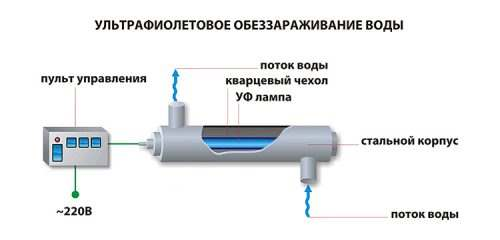 УЛЬТРАФИОЛЕТОВОЕ ОБЕЗЗАРАЖИВАНИЕ ВОДЫ
поток воды
пульт управления
кварцевый чехол
УФ лампа
стальной корпус
~220В
поток воды